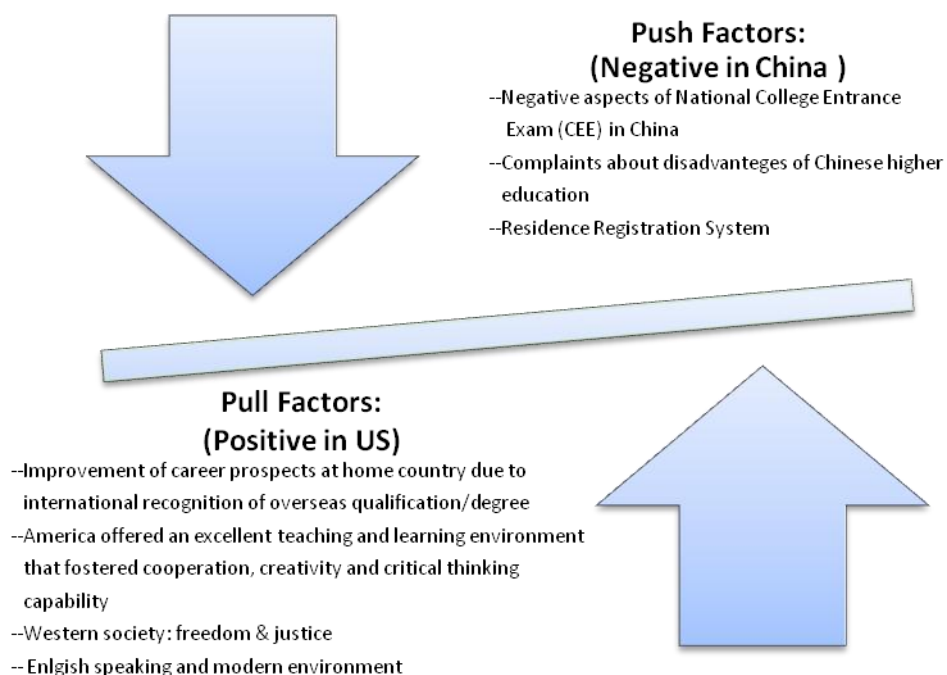 Push Factors:
(Negative in China )
--Negative aspects of National College Entrance
Exam (CEE) in China
--Complaints about disadvanteges of Chinese higher
education
--Residence Registration System
Pull Factors:
(Positive in US)
--Improvement of career prospects at home country due to
international recognition of overseas qualification/degree
--America offered an excellent teaching and learning environment
that fostered cooperation, creativity and critical thinking
capability
--Western society: freedom & justice
-- Enlgish speaking and modern environment